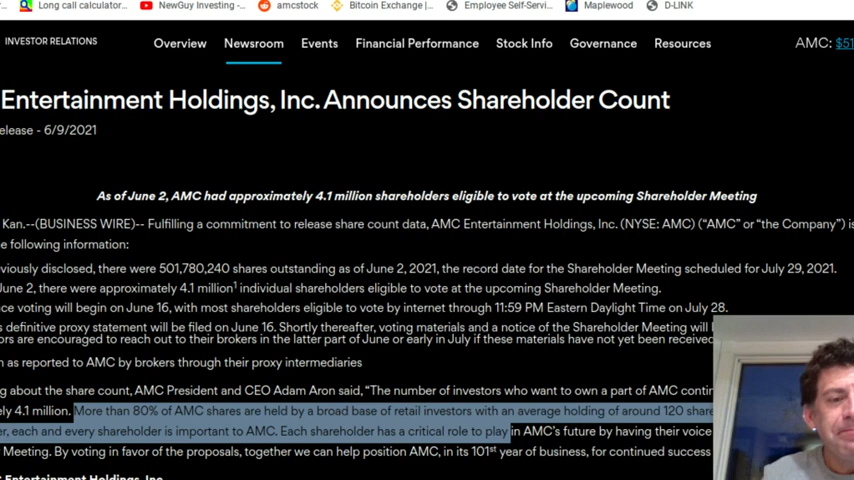 Long call calculator...
NewGuy Investing -...
amcstock
Bitcoin Exchange |...
Employee Self-Servi...
Maplewood
D-LINK
INVESTOR RELATIONS
Overview
Newsroom
Events
Financial Performance
Stock Info
Governance
Resources
AMC: $51
Entertainment Holdings, Inc. Announces Shareholder Count
elease - 6/9/2021
As of June 2, AMC had approximately 4.1 million shareholders eligible to vote at the upcoming Shareholder Meeting
Kan.--(BUSINESS WIRE)-- Fulfilling a commitment to release share count data, AMC Entertainment Holdings, Inc. (NYSE: AMC) ("AMC" or "the Company") is
e following information:
eviously disclosed, there were 501,780,240 shares outstanding as of June 2, 2021, the record date for the Shareholder Meeting scheduled for July 29, 2021.
June 2, there were approximately 4.1 million¹ individual shareholders eligible to vote at the upcoming Shareholder Meeting.
nce voting will begin on June 16, with most shareholders eligible to vote by internet through 11:59 PM Eastern Daylight Time on July 28.
s definitive proxy statement will be filed on June 16. Shortly thereafter, voting materials and a notice of the Shareholder Meeting will
ors are encouraged to reach out to their brokers in the latter part of June or early in July if these materials have not yet been received
n as reported to AMC by brokers through their proxy intermediaries
ng about the share count, AMC President and CEO Adam Aron said, "The number of investors who want to own a part of AMC contin
ely 4.1 million. More than 80% of AMC shares are held by a broad base of retail investors with an average holding of around 120 share
er, each and every shareholder is important to AMC. Each shareholder has a critical role to play in AMC's future by having their voice
Meeting. By voting in favor of the proposals, together we can help position AMC, in its 101st year of business, for continued success
Entertainment Holdings, Inc.